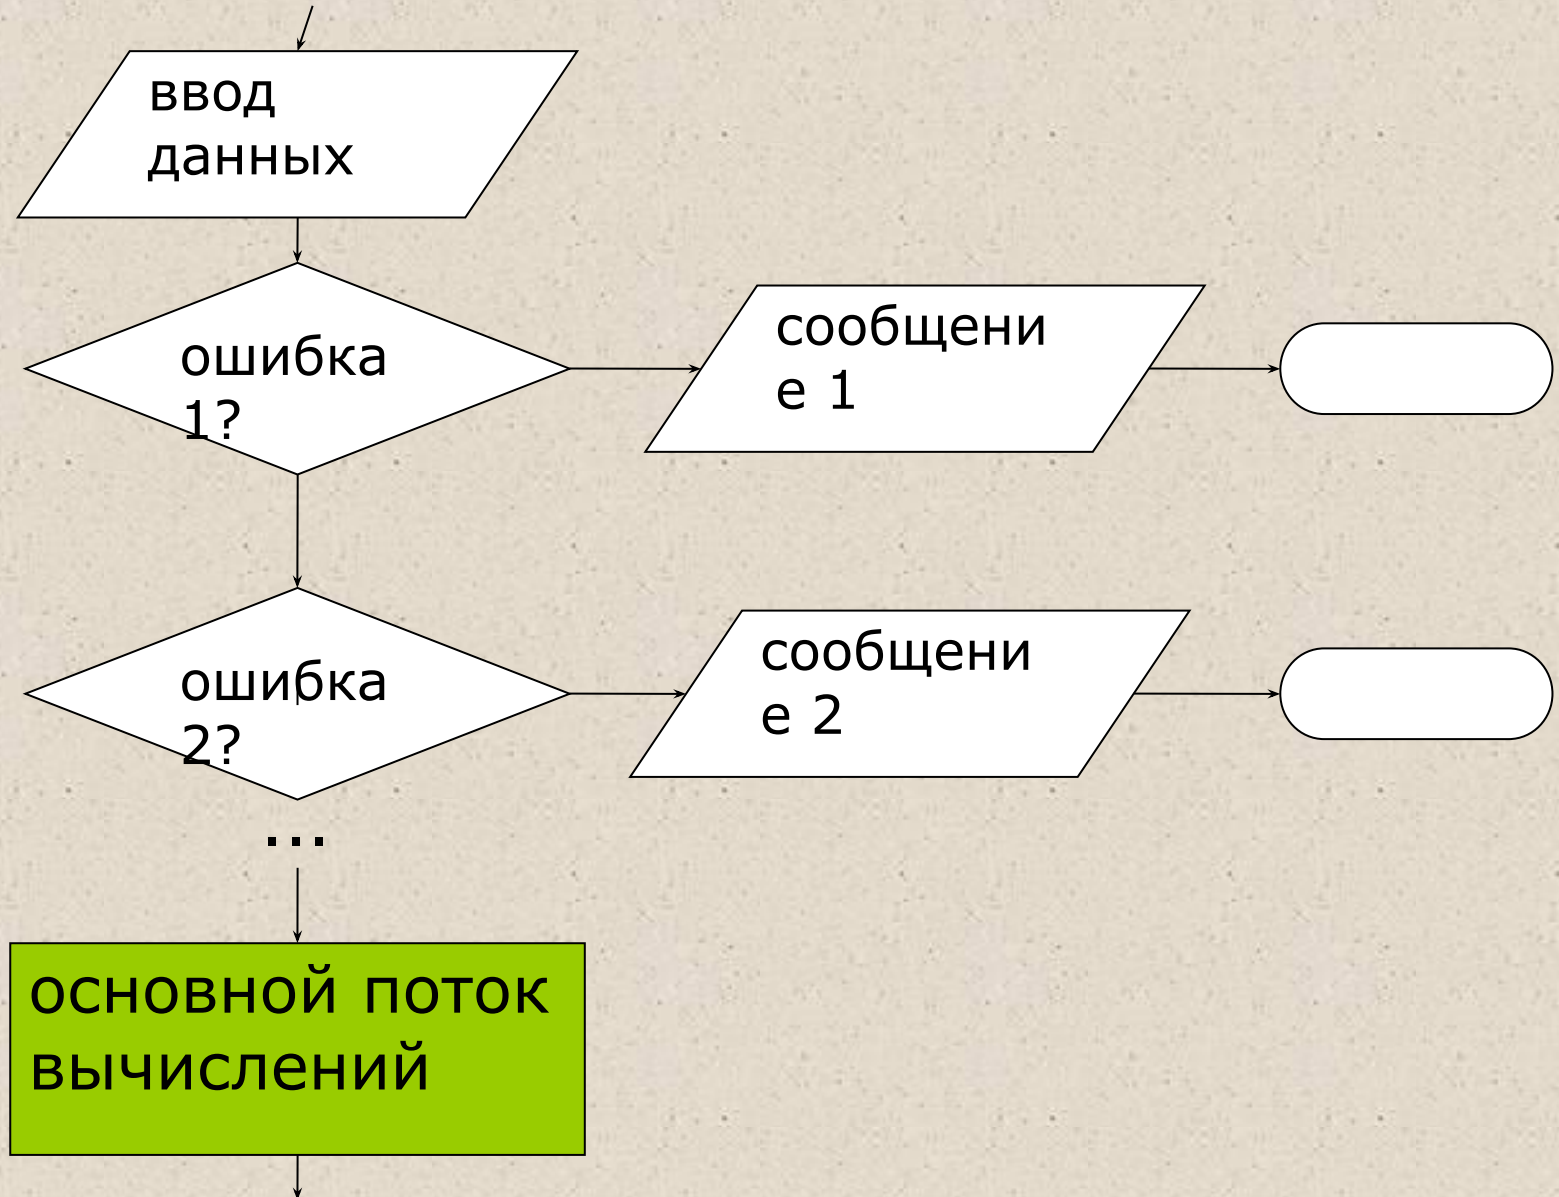 ввод
данных
ошибка
1?
сообщени
е 1
ошибка
2?
сообщени
е 2
...
основной поток
вычислений